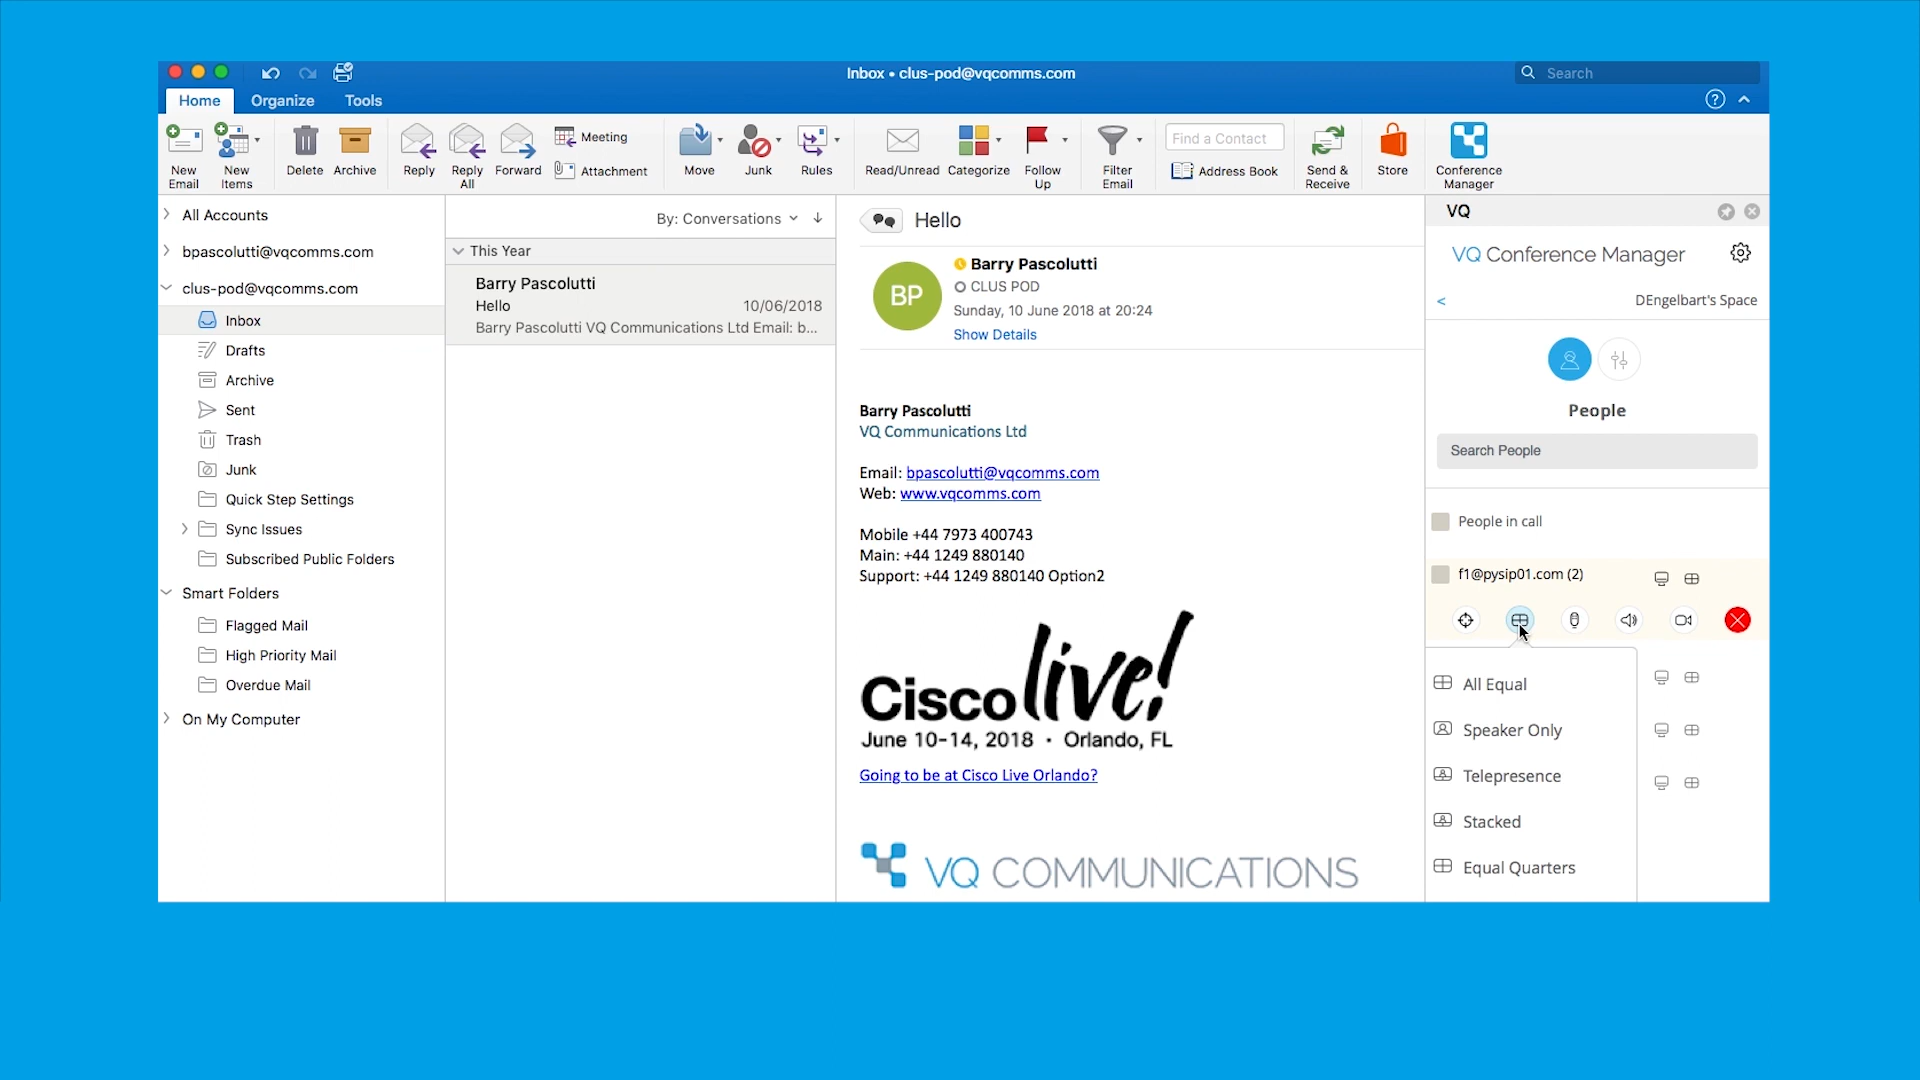 Inbox • clus-pod@vqcomms.com
Search
Home
Organize
Tools
New Email
New Items
Delete
Archive
Reply
Reply All
Forward
Meeting
Attachment
Move
Junk
Rules
Read/Unread
Categorize
Follow Up
Filter Email
Find a Contact
Address Book
Send & Receive
Store
Conference Manager
All Accounts
bpascolutti@vqcomms.com
clus-pod@vqcomms.com
Inbox
Drafts
Archive
Sent
Trash
Junk
Quick Step Settings
Sync Issues
Subscribed Public Folders
Smart Folders
Flagged Mail
High Priority Mail
Overdue Mail
On My Computer
By: Conversations
This Year
Barry Pascolutti
Hello 10/06/2018
Barry Pascolutti VQ Communications Ltd Email: b...
Hello
BP
Barry Pascolutti
CLUS POD
Sunday, 10 June 2018 at 20:24
Show Details
Barry Pascolutti
VQ Communications Ltd
Email: bpascolutti@vqcomms.com
Web: www.vqcomms.com
Mobile +44 7973 400743
Main: +44 1249 880140
Support: +44 1249 880140 Option2
Cisco live!
June 10-14, 2018 · Orlando, FL
Going to be at Cisco Live Orlando?
VQ COMMUNICATIONS
VQ
VQ Conference Manager
< DEngelbart's Space
People
Search People
People in call
f1@pysip01.com (2)
All Equal
Speaker Only
Telepresence
Stacked
Equal Quarters